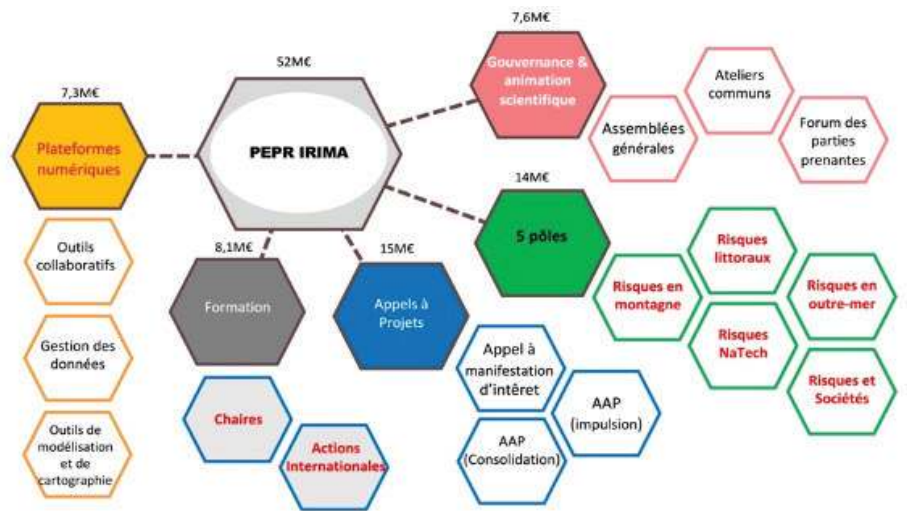 7,6M€
Gouvernance &
animation
scientifique
Assemblées
générales
Ateliers
communs
Forum des
parties
prenantes
52M€
PEPR IRIMA
7,3M€
Plateformes
numériques
Outils
collaboratifs
Gestion des
données
Outils de
modélisation
et de
cartographie
14M€
5 pôles
Risques en
montagne
Risques
littoraux
Risques
NaTech
Risques en
outre-mer
Risques et
Sociétés
8,1M€
Formation
Chaires
Actions
Internationales
15M€
Appels à
Projets
Appel à
manifestation
d'intêret
AAP
(impulsion)
AAP
(Consolidation)